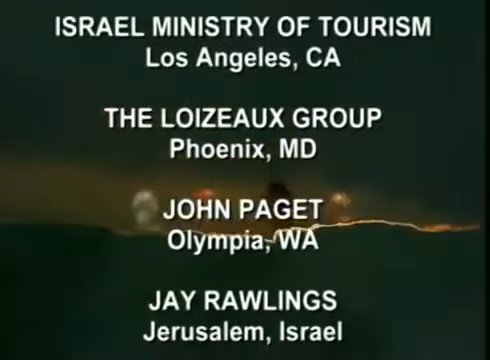 ISRAEL MINISTRY OF TOURISM
Los Angeles, CA
THE LOIZEAUX GROUP
Phoenix, MD
JOHN PAGET
Olympia, WA
JAY RAWLINGS
Jerusalem, Israel